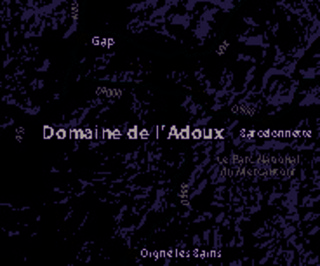 Gap
Domaine de l'Adoux
Barcelonnette
Le Parc National
du Mercantour
Digne les Bains